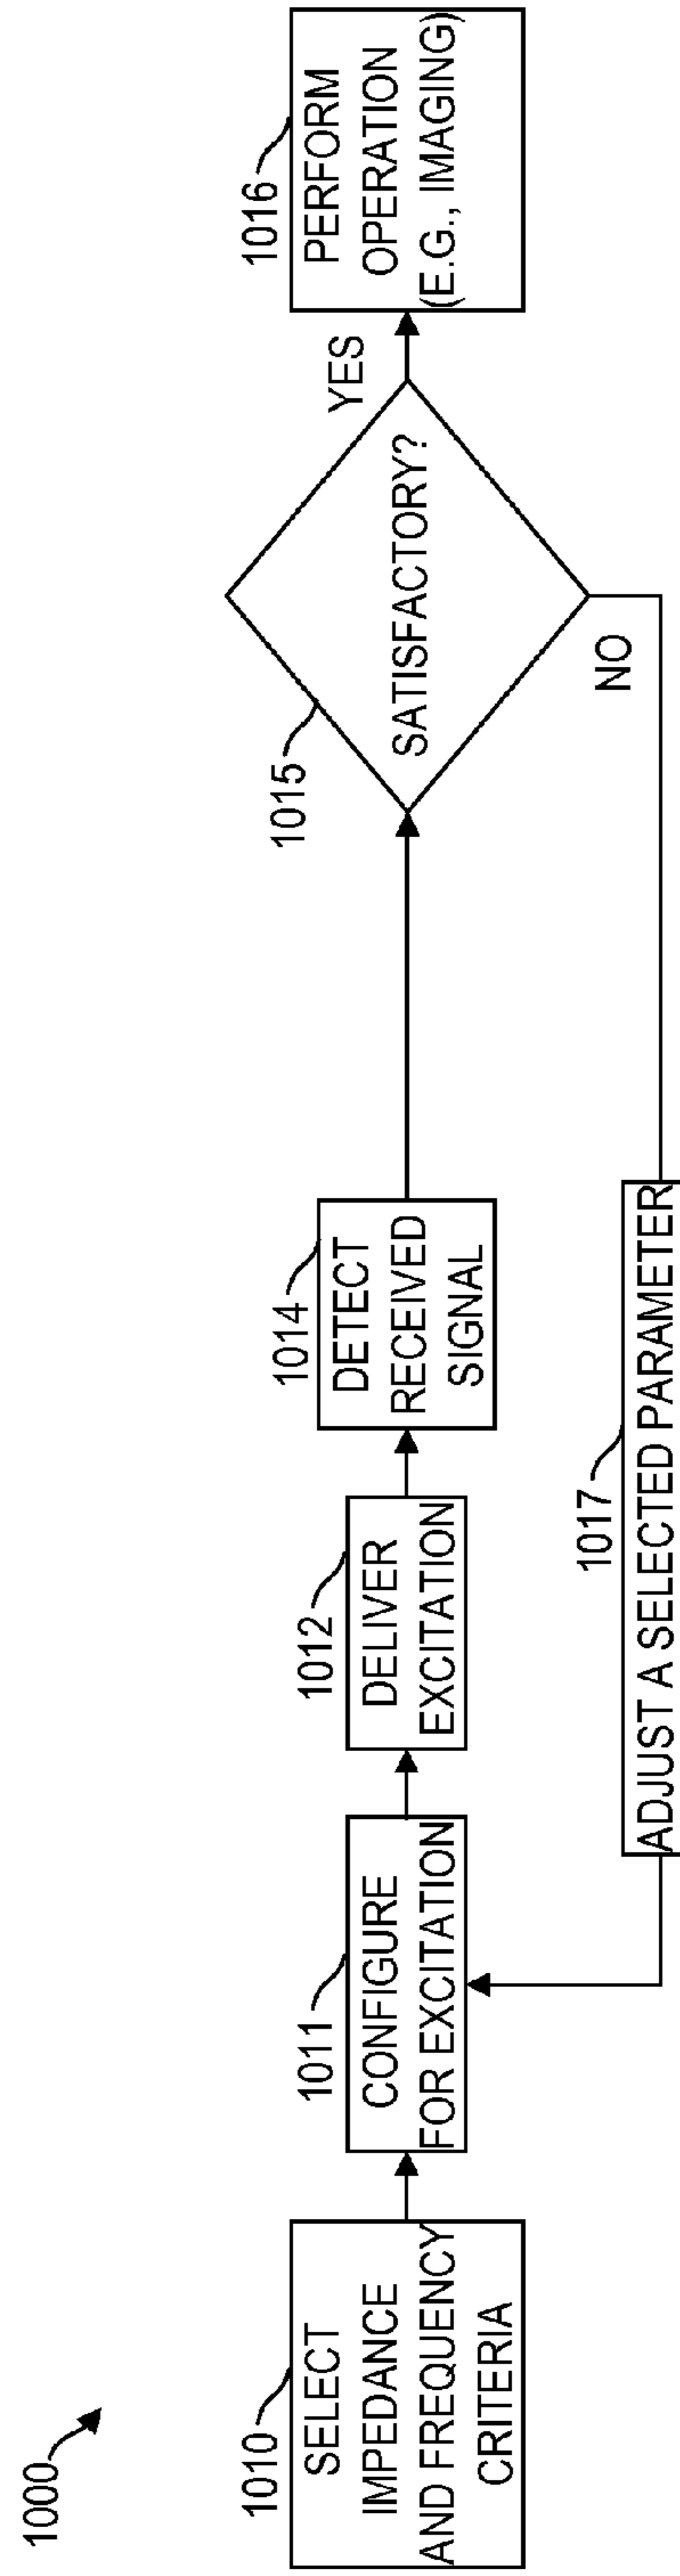 1000
1010
SELECT
IMPEDANCE
AND FREQUENCY
CRITERIA
1011
CONFIGURE
FOR EXCITATION
1012
DELIVER
EXCITATION
1014
DETECT
RECEIVED
SIGNAL
1015
SATISFACTORY?
YES
1016
PERFORM
OPERATION
(E.G., IMAGING)
NO
1017
ADJUST A SELECTED PARAMETER